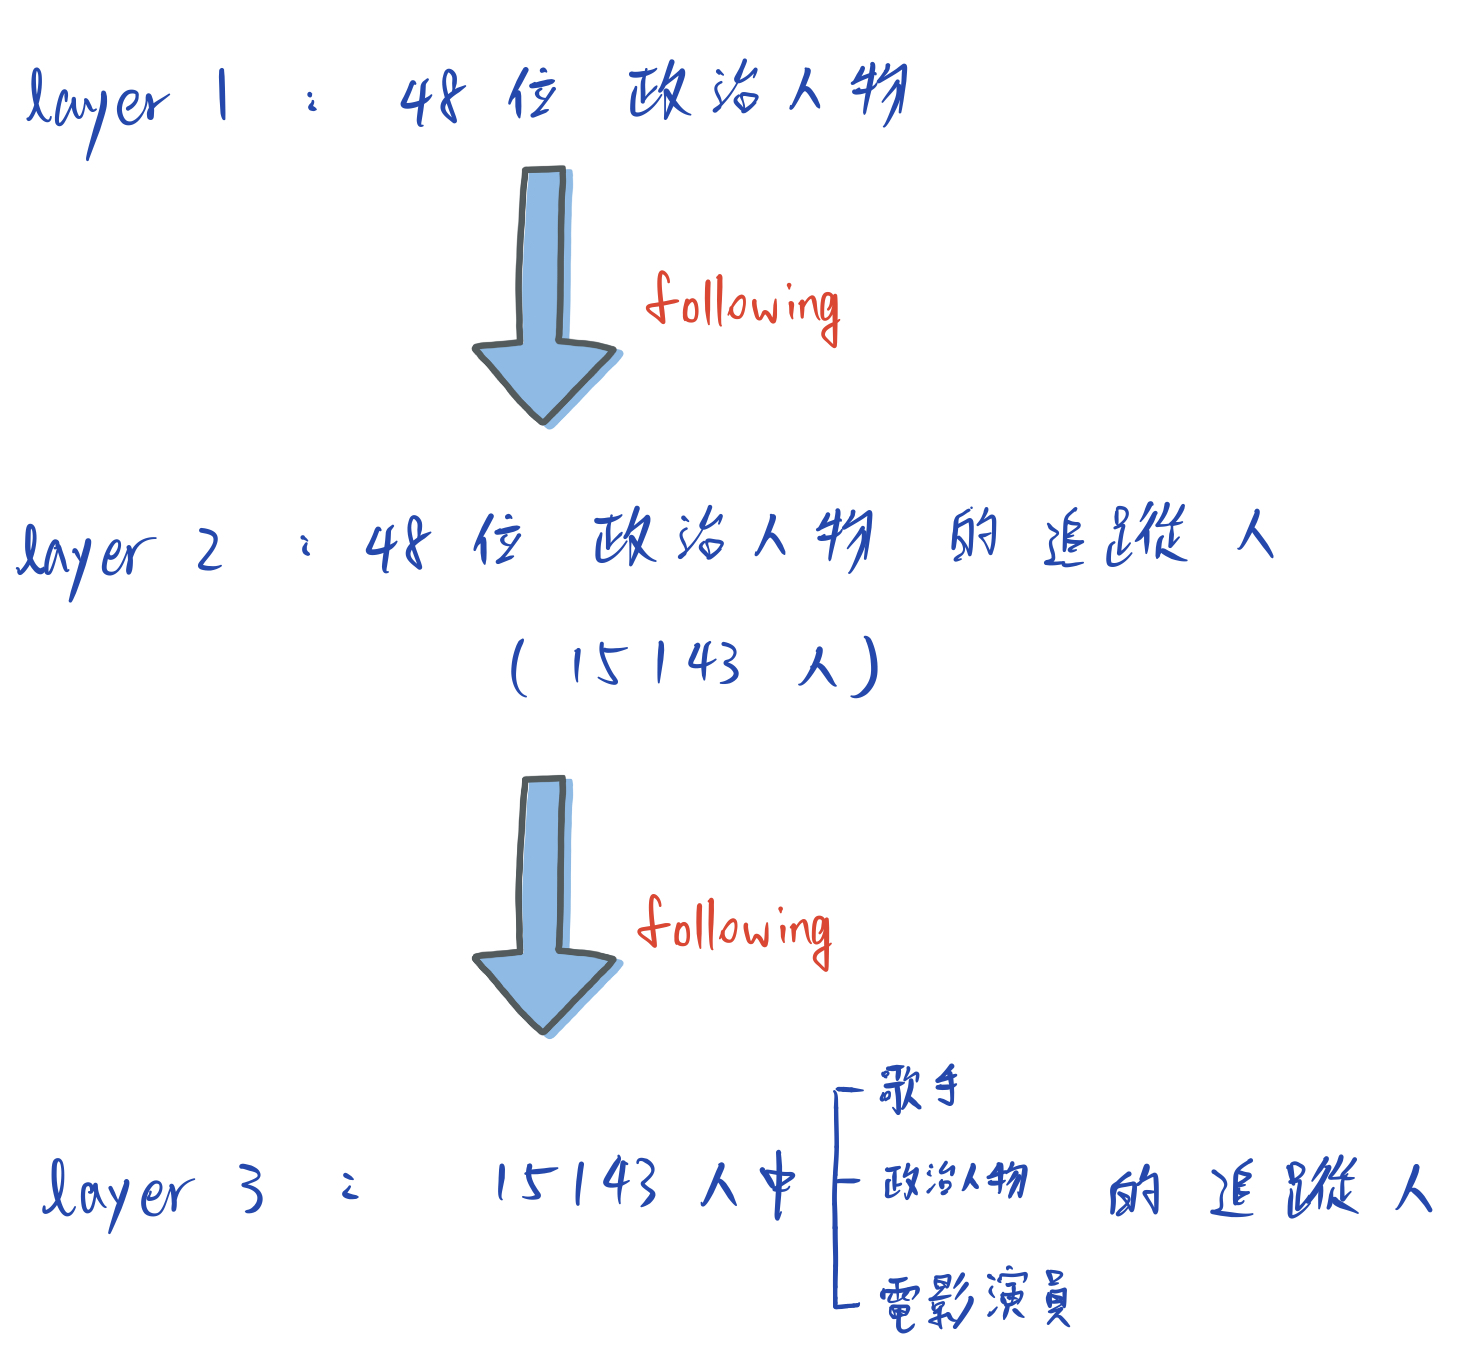 layer 1 : 48 位 政治人物
following
layer 2 : 48 位 政治人物 的 追蹤 人
( 15143 人 )
following
歌手
layer 3 : 15143 人中 政治人物 的 追蹤 人
電影演員